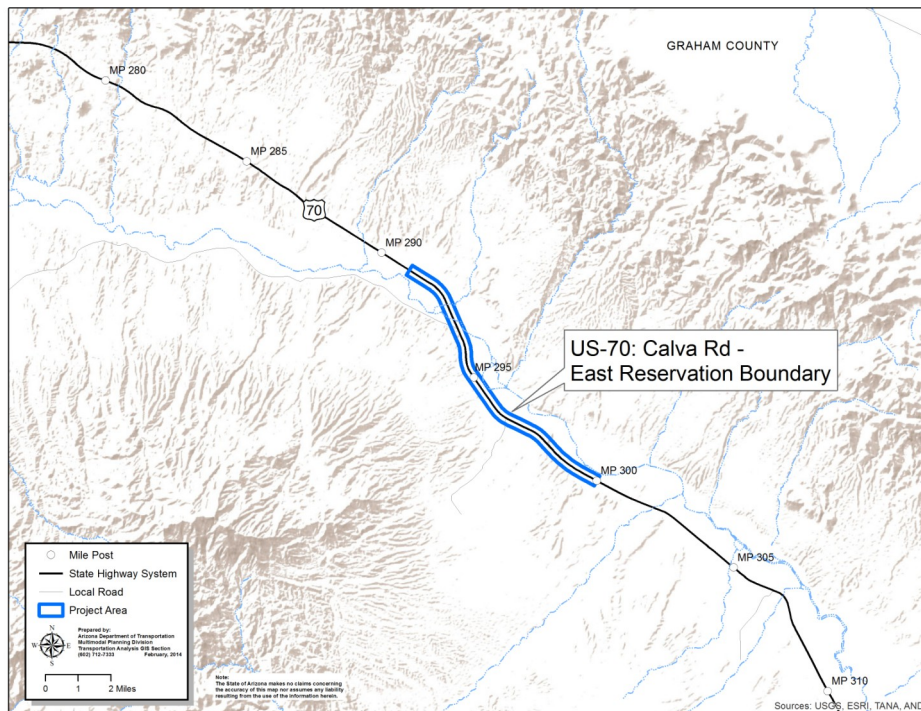 GRAHAM COUNTY
MP 280
MP 285
70
MP 290
MP 295
US-70: Calva Rd -
East Reservation Boundary
MP 300
MP 305
MP 310
Mile Post
State Highway System
Local Road
Project Area
N
W E
S
Prepared by:
Arizona Department of Transportation
Multimodal Planning Division
Transportation Analysis GIS Section
(602) 712-7333 February, 2014
0 1 2 Miles
Note:
The State of Arizona makes no claims concerning
the accuracy of this map nor assumes any liability
resulting from the use of the information herein.
Sources: USGS, ESRI, TANA, AND